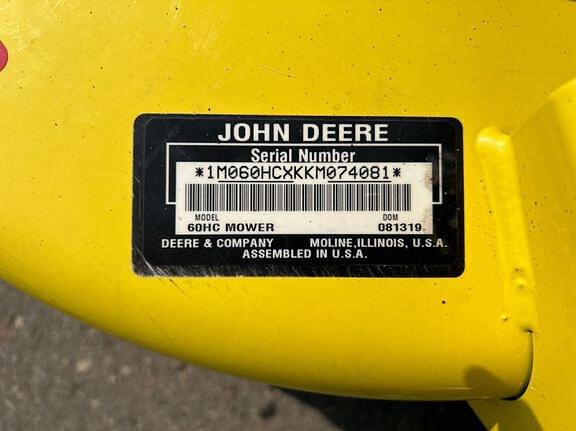 JOHN DEERE
Serial Number
*1M060HCXKKM074081*
MODEL DOM
60HC MOWER 081319
DEERE & COMPANY MOLINE, ILLINOIS, U.S.A.
ASSEMBLED IN U.S.A.